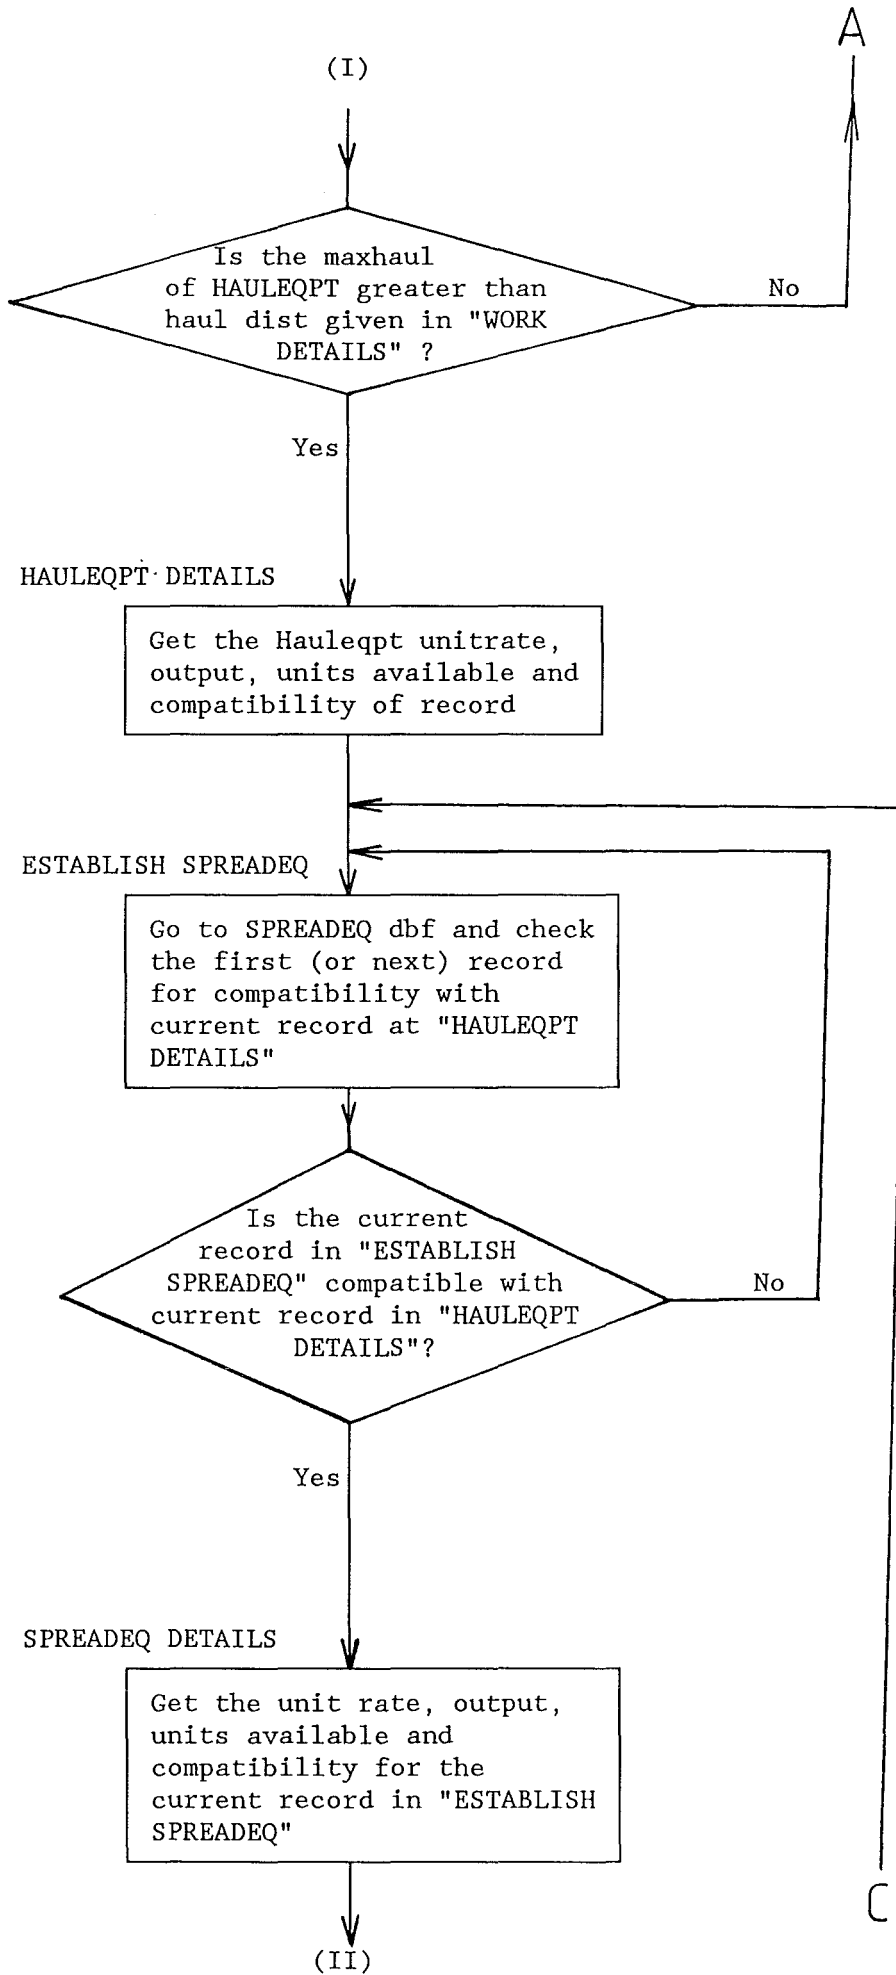 A
(I)
Is the maxhaul
of HAULEQPT greater than
haul dist given in "WORK
DETAILS" ?
No
Yes
HAULEQPT DETAILS
Get the Hauleqpt unitrate,
output, units available and
compatibility of record
ESTABLISH SPREADEQ
Go to SPREADEQ dbf and check
the first (or next) record
for compatibility with
current record at "HAULEQPT
DETAILS"
Is the current
record in "ESTABLISH
SPREADEQ" compatible with
current record in "HAULEQPT
DETAILS"?
No
Yes
SPREADEQ DETAILS
Get the unit rate, output,
units available and
compatibility for the
current record in "ESTABLISH
SPREADEQ"
C
(II)